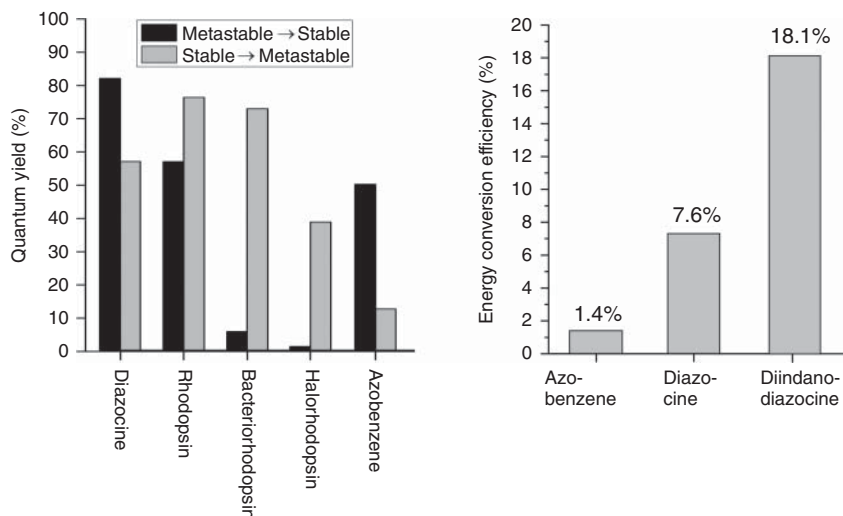 Quantum yield (%)
100
90
80
70
60
50
40
30
20
10
0
Metastable→Stable
Stable→Metastable
Diazocine
Rhodopsin
Bacteriorhodopsin
Halorhodopsin
Azobenzene
Energy conversion efficiency (%)
20
18
16
14
12
10
8
6
4
2
0
1.4%
7.6%
18.1%
Azo-
benzene
Diazo-
cine
Diindano-
diazocine